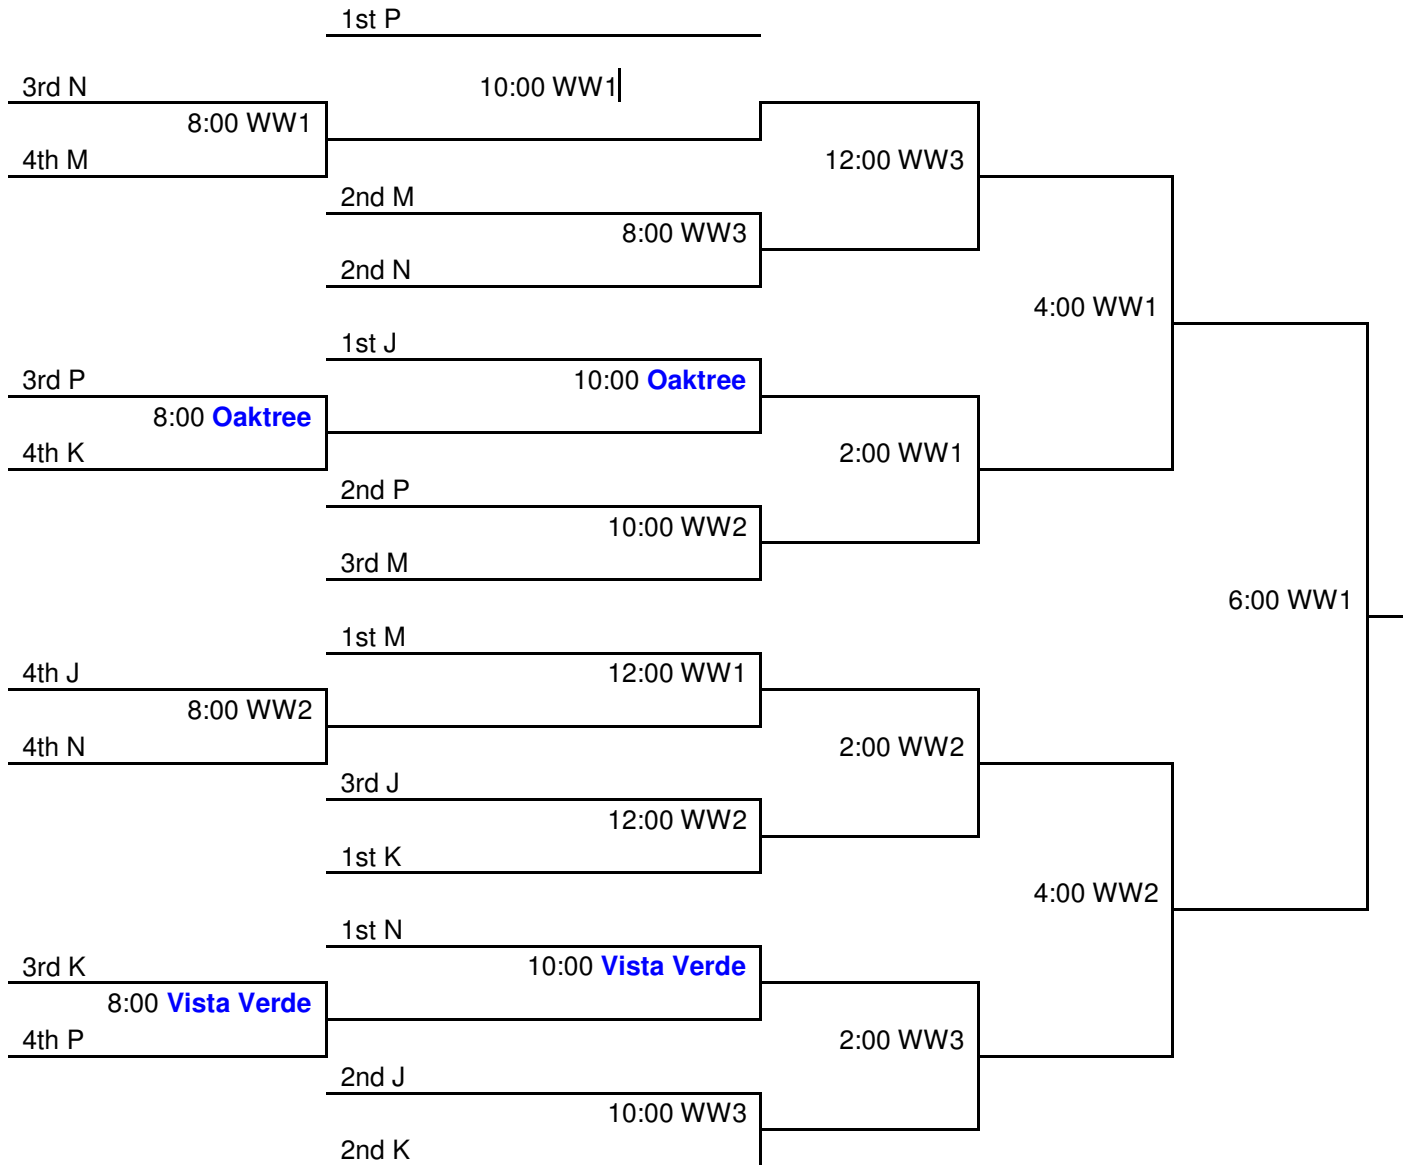 1st P
3rd N
10:00 WW1
8:00 WW1
4th M
12:00 WW3
2nd M
8:00 WW3
2nd N
4:00 WW1
1st J
3rd P
10:00 Oaktree
8:00 Oaktree
4th K
2:00 WW1
2nd P
10:00 WW2
3rd M
6:00 WW1
1st M
4th J
12:00 WW1
8:00 WW2
4th N
2:00 WW2
3rd J
12:00 WW2
1st K
4:00 WW2
1st N
3rd K
10:00 Vista Verde
8:00 Vista Verde
4th P
2:00 WW3
2nd J
10:00 WW3
2nd K